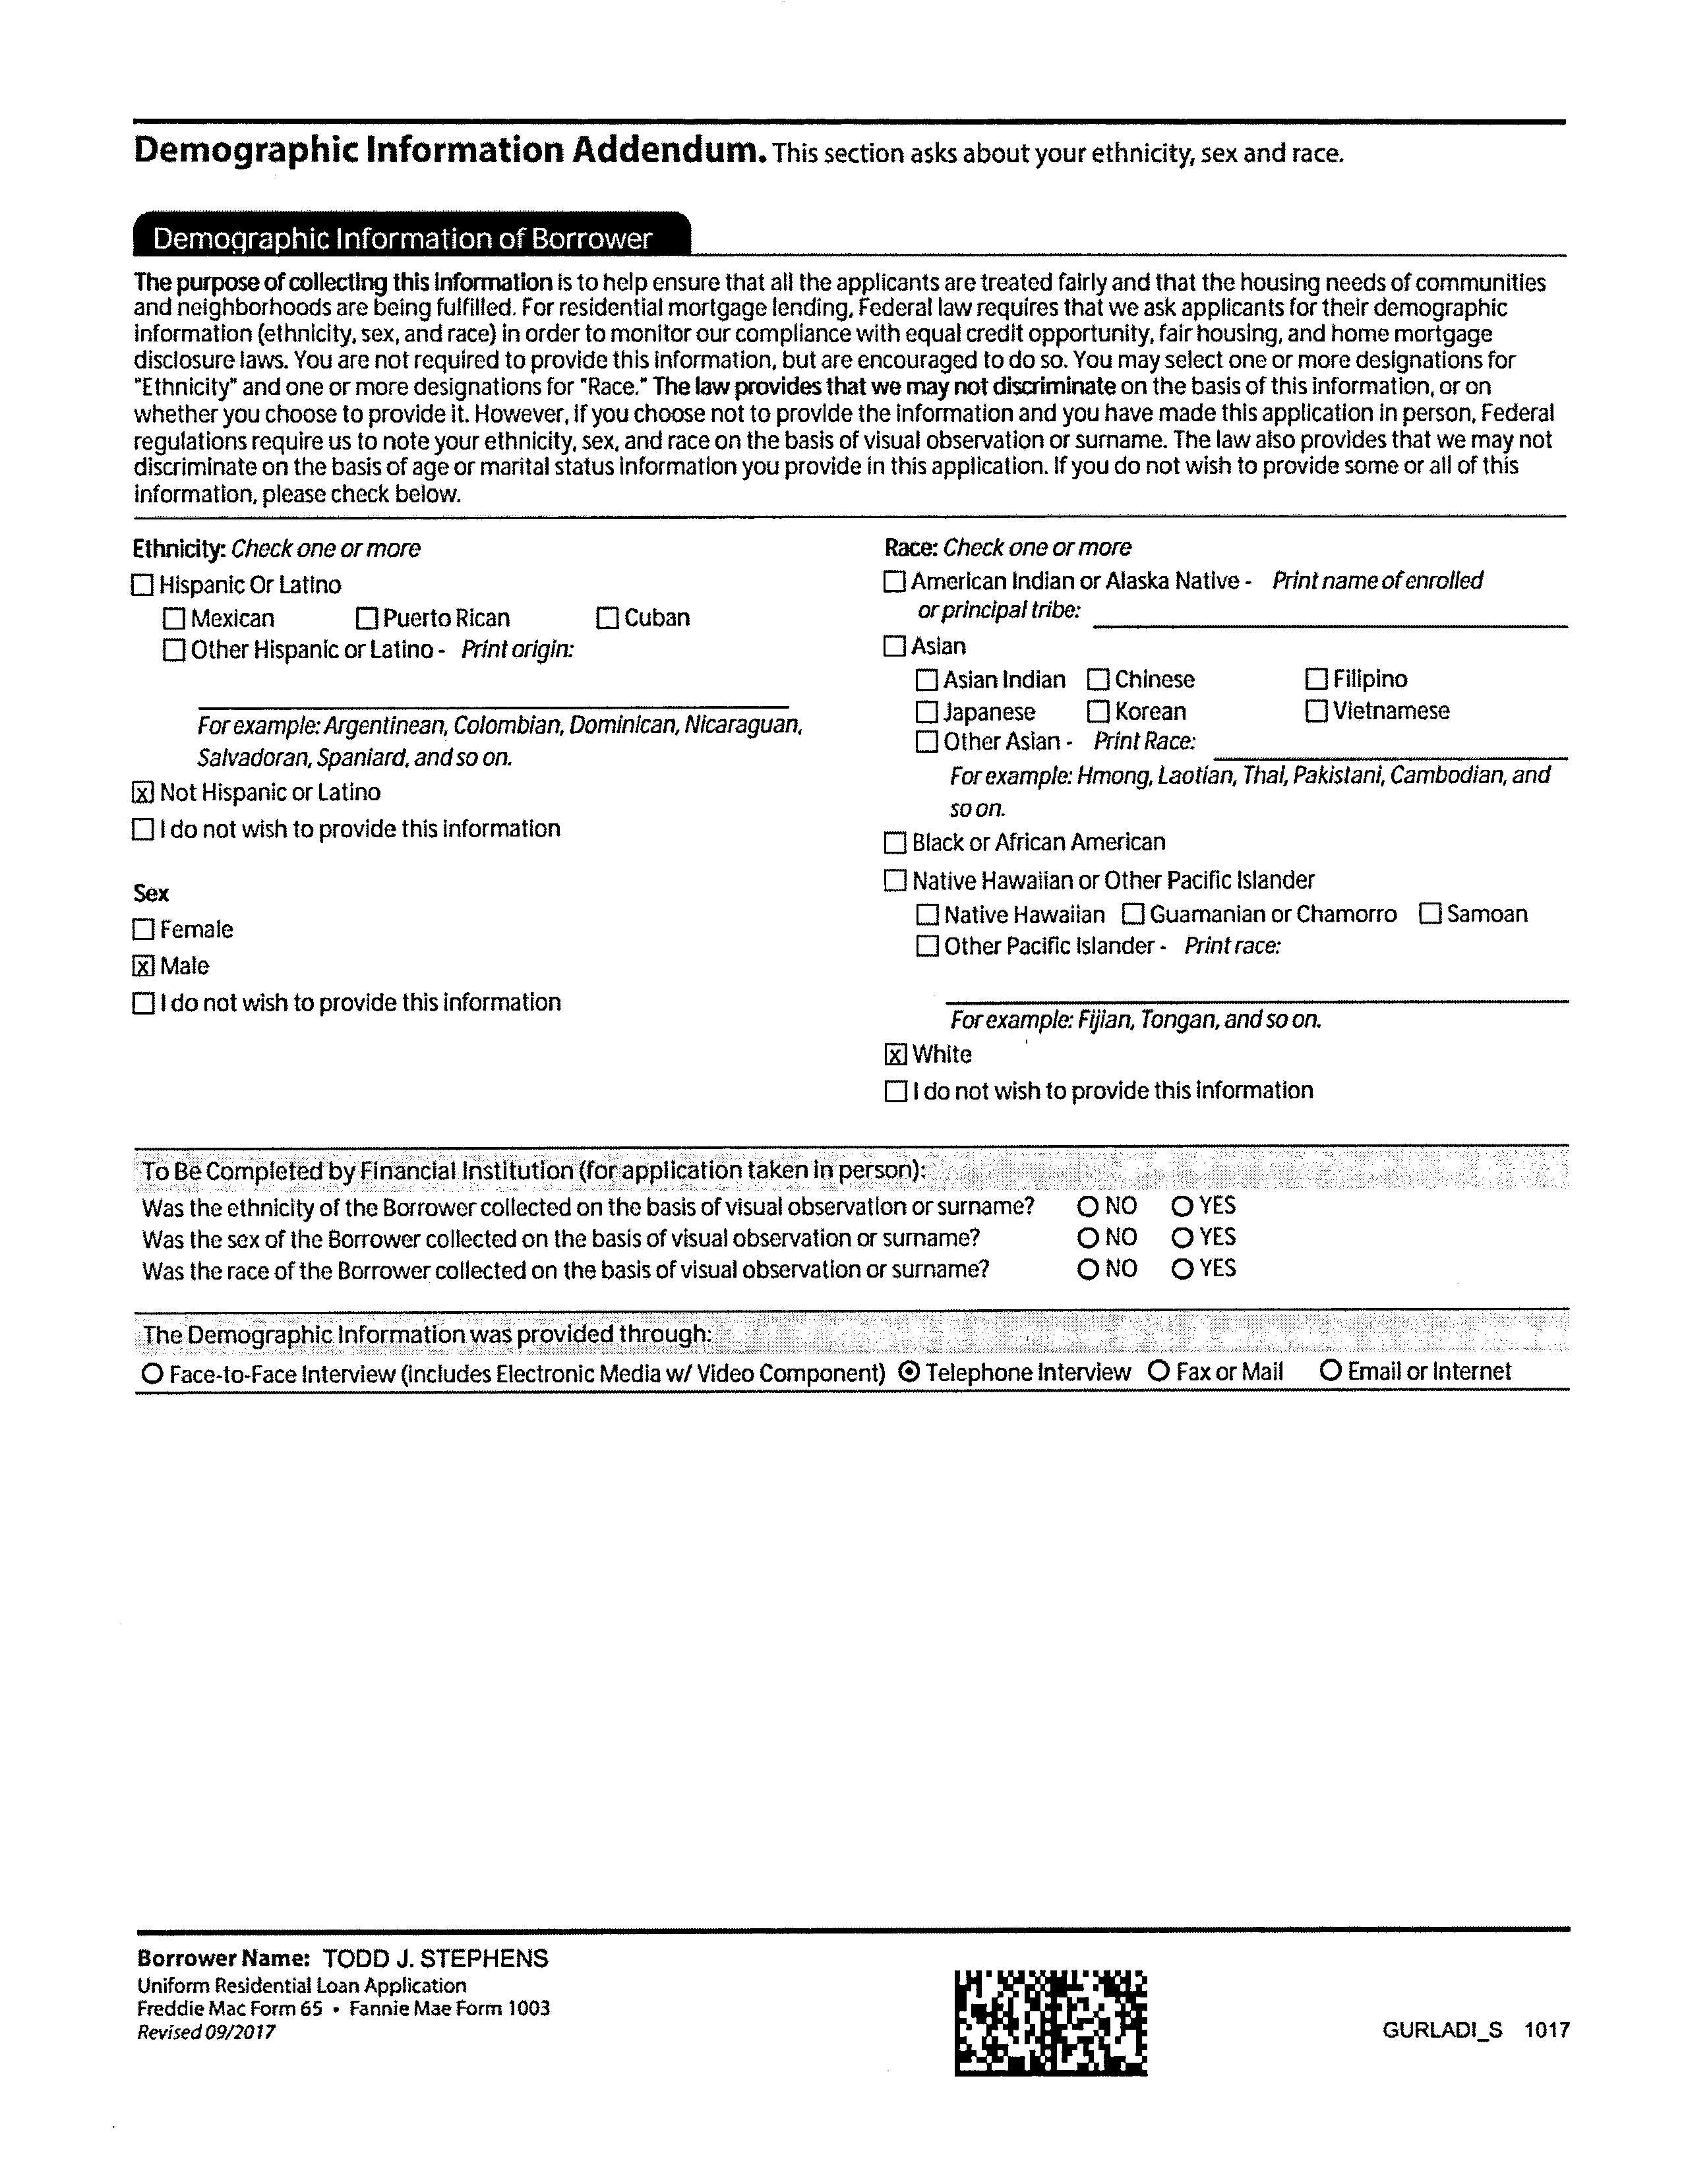 Demographic Information Addendum. This section asks about your ethnicity, sex and race.
Demographic Information of Borrower
The purpose of collecting this information is to help ensure that all the applicants are treated fairly and that the housing needs of communities
and neighborhoods are being fulfilled. For residential mortgage lending, Federal law requires that we ask applicants for their demographic
information (ethnicity, sex, and race) in order to monitor our compliance with equal credit opportunity, fair housing, and home mortgage
disclosure laws. You are not required to provide this information, but are encouraged to do so. You may select one or more designations for
"Ethnicity" and one or more designations for "Race." The law provides that we may not discriminate on the basis of this information, or on
whether you choose to provide it. However, if you choose not to provide the information and you have made this application in person, Federal
regulations require us to note your ethnicity, sex, and race on the basis of visual observation or surname. The law also provides that we may not
discriminate on the basis of age or marital status information you provide in this application. If you do not wish to provide some or all of this
information, please check below.
Ethnicity: Check one or more
☐ Hispanic Or Latino
☐ Mexican ☐ Puerto Rican ☐ Cuban
☐ Other Hispanic or Latino - Print origin:
For example: Argentinean, Colombian, Dominican, Nicaraguan,
Salvadoran, Spaniard, and so on.
☒ Not Hispanic or Latino
☐ I do not wish to provide this information
Sex
☐ Female
☒ Male
☐ I do not wish to provide this information
Race: Check one or more
☐ American Indian or Alaska Native - Print name of enrolled
or principal tribe:
☐ Asian
☐ Asian Indian ☐ Chinese ☐ Filipino
☐ Japanese ☐ Korean ☐ Vietnamese
☐ Other Asian - Print Race:
For example: Hmong, Laotian, Thai, Pakistani, Cambodian, and
so on.
☐ Black or African American
☐ Native Hawaiian or Other Pacific Islander
☐ Native Hawaiian ☐ Guamanian or Chamorro ☐ Samoan
☐ Other Pacific Islander - Print race:
For example: Fijian, Tongan, and so on.
☒ White
☐ I do not wish to provide this information
To Be Completed by Financial Institution (for application taken in person):
Was the ethnicity of the Borrower collected on the basis of visual observation or surname? ○ NO ○ YES
Was the sex of the Borrower collected on the basis of visual observation or surname? ○ NO ○ YES
Was the race of the Borrower collected on the basis of visual observation or surname? ○ NO ○ YES
The Demographic Information was provided through:
○ Face-to-Face Interview (includes Electronic Media w/ Video Component) ◉ Telephone Interview ○ Fax or Mail ○ Email or Internet
Borrower Name: TODD J. STEPHENS
Uniform Residential Loan Application
Freddie Mac Form 65 • Fannie Mae Form 1003
Revised 09/2017
GURLADI_S 1017